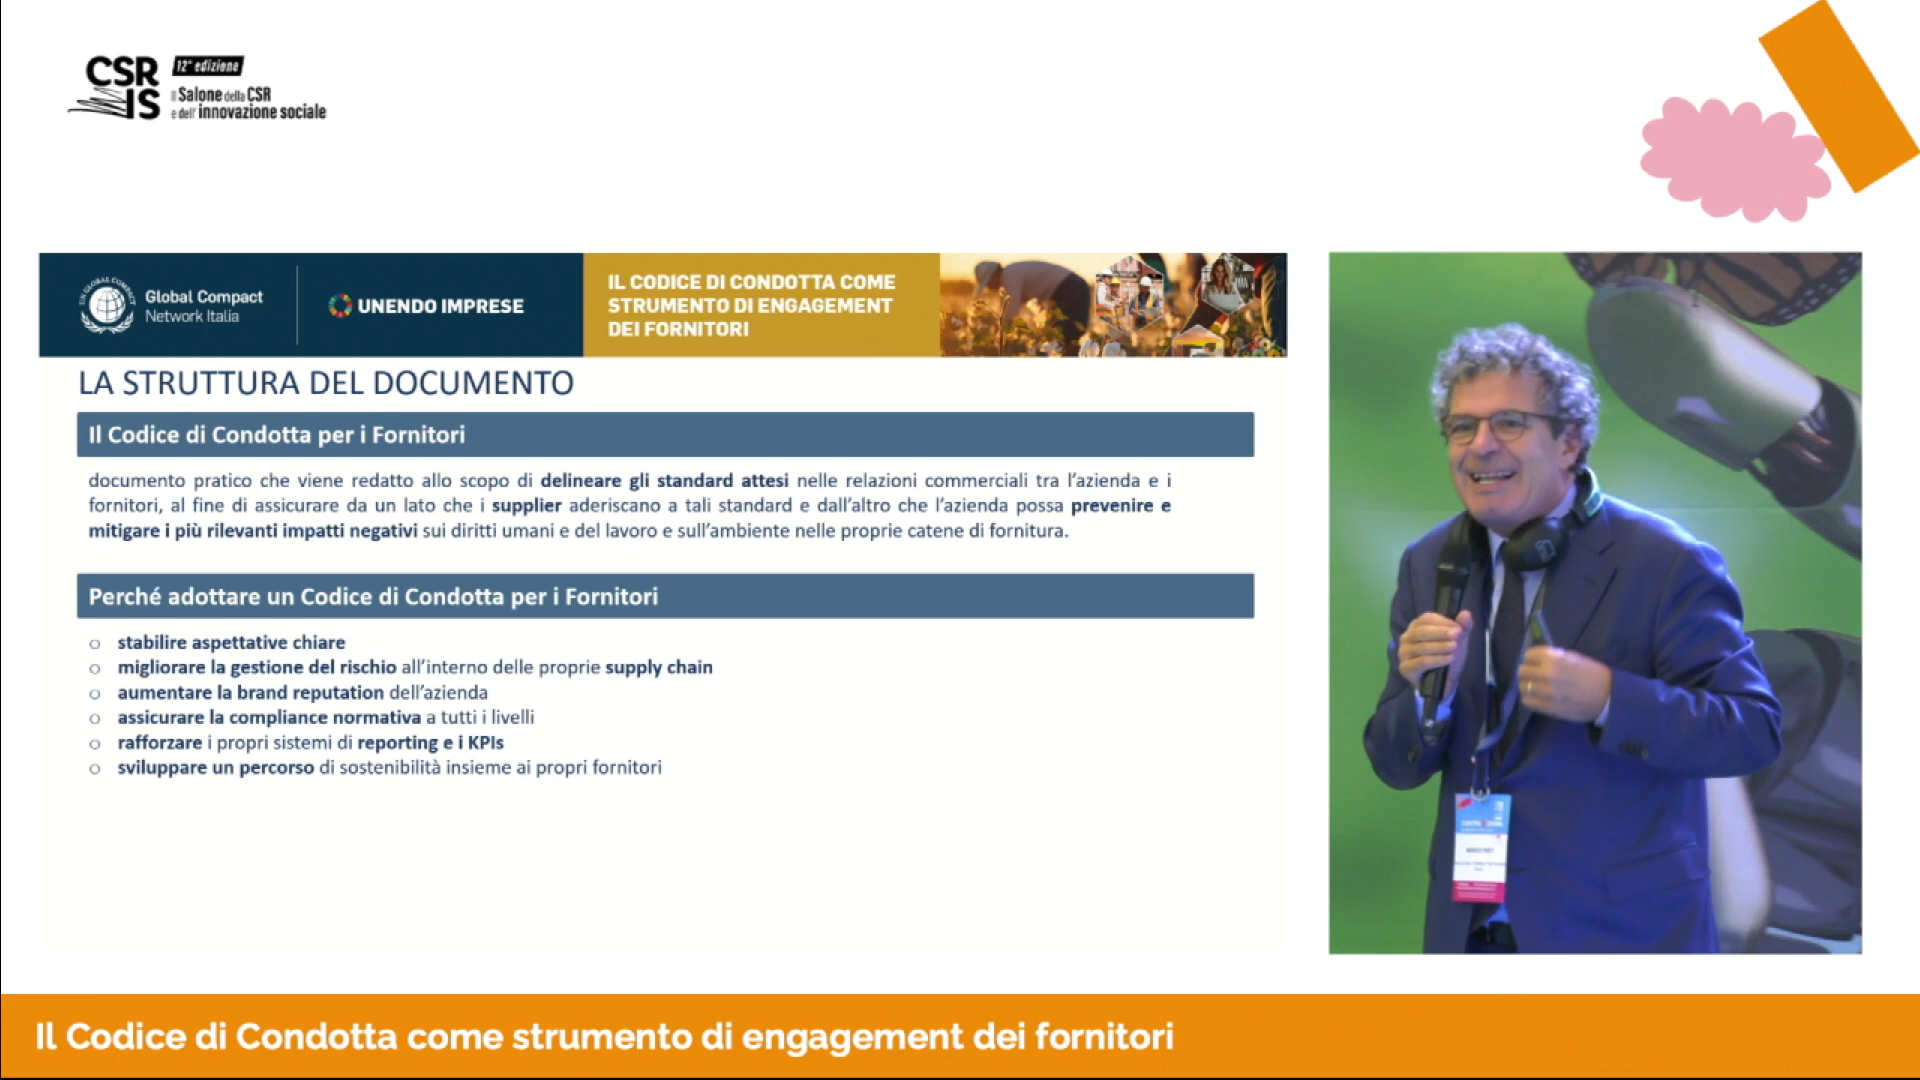 CSR
IS
12° edizione
il Salone della CSR
e dell'innovazione sociale
UN GLOBAL COMPACT
Global Compact
Network Italia
UNENDO IMPRESE
IL CODICE DI CONDOTTA COME
STRUMENTO DI ENGAGEMENT
DEI FORNITORI
LA STRUTTURA DEL DOCUMENTO
Il Codice di Condotta per i Fornitori
documento pratico che viene redatto allo scopo di delineare gli standard attesi nelle relazioni commerciali tra l'azienda e i
fornitori, al fine di assicurare da un lato che i supplier aderiscano a tali standard e dall'altro che l'azienda possa prevenire e
mitigare i più rilevanti impatti negativi sui diritti umani e del lavoro e sull'ambiente nelle proprie catene di fornitura.
Perché adottare un Codice di Condotta per i Fornitori
o stabilire aspettative chiare
o migliorare la gestione del rischio all'interno delle proprie supply chain
o aumentare la brand reputation dell'azienda
o assicurare la compliance normativa a tutti i livelli
o rafforzare i propri sistemi di reporting e i KPIs
o sviluppare un percorso di sostenibilità insieme ai propri fornitori
Il Codice di Condotta come strumento di engagement dei fornitori